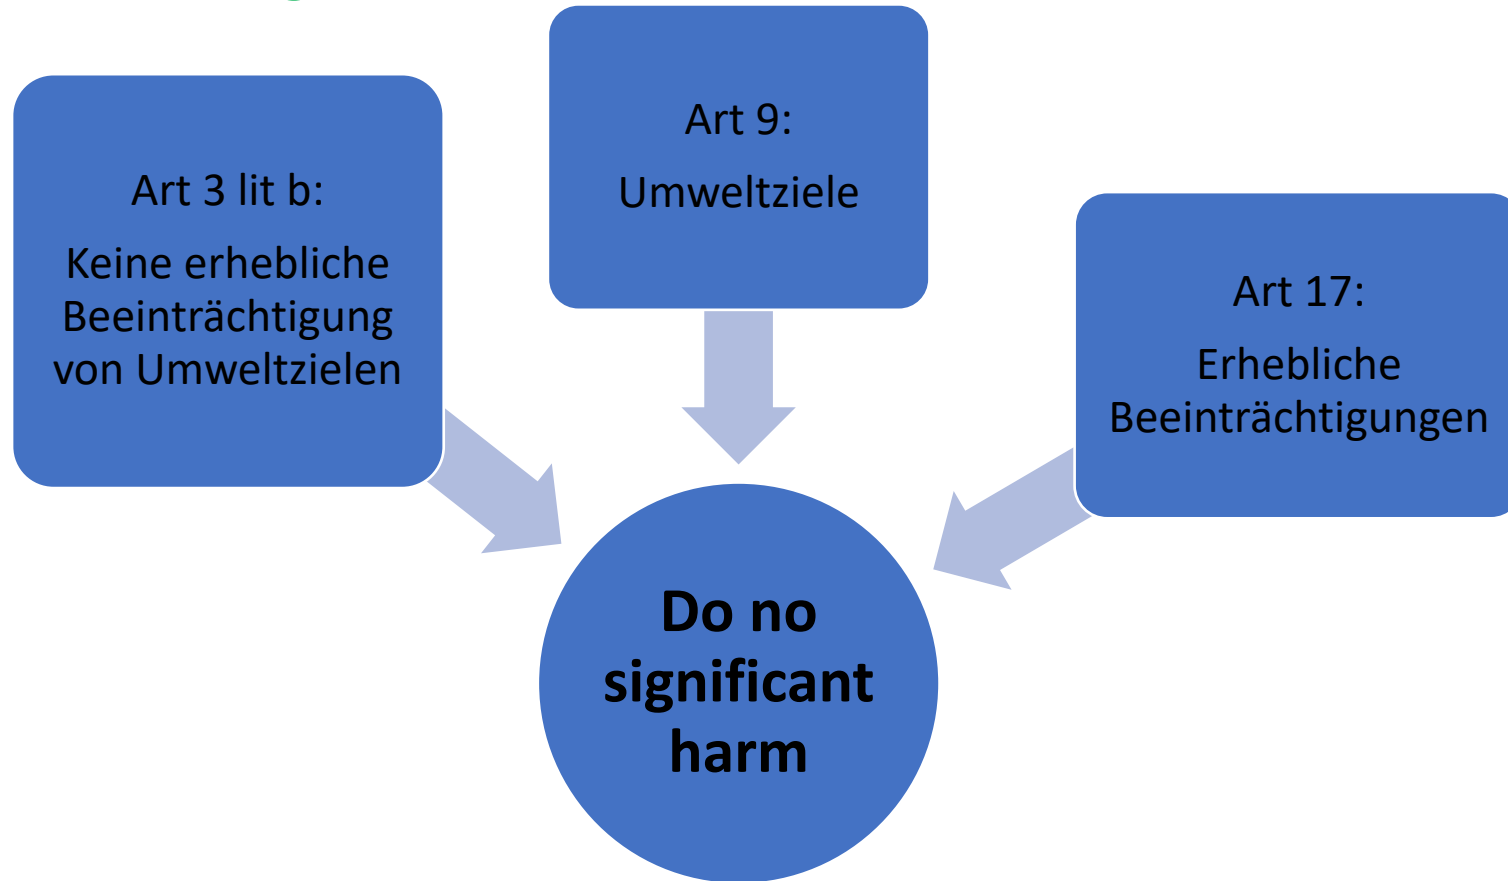 Art 3 lit b:
Keine erhebliche
Beeinträchtigung
von Umweltzielen
Art 9:
Umweltziele
Art 17:
Erhebliche
Beeinträchtigungen
Do no
significant
harm